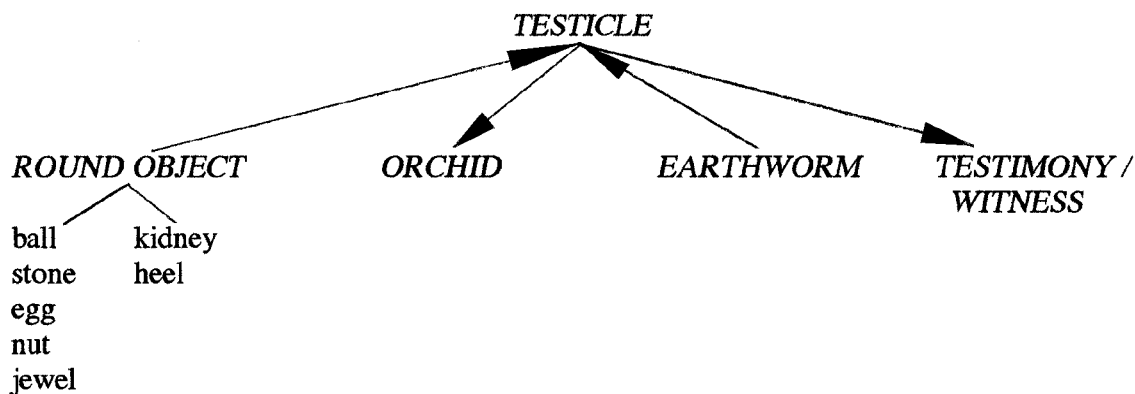 TESTICLE
ROUND OBJECT
ORCHID
EARTHWORM
TESTIMONY /
WITNESS
ball kidney
stone heel
egg
nut
jewel